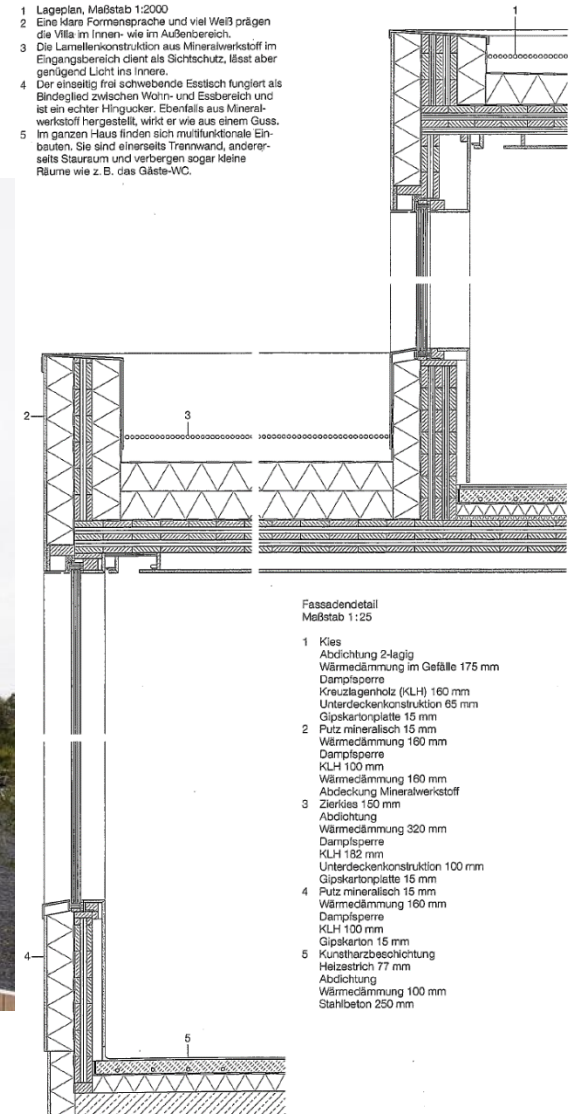 1 Lageplan, Maßstab 1:2000
2 Eine klare Formensprache und viel Weiß prägen
die Villa im Innen- wie im Außenbereich.
3 Die Lamellenkonstruktion aus Mineralwerkstoff im
Eingangsbereich dient als Sichtschutz, lässt aber
genügend Licht ins Innere.
4 Der einseitig frei schwebende Esstisch fungiert als
Bindeglied zwischen Wohn- und Essbereich und
ist ein echter Hingucker. Ebenfalls aus Mineral-
werkstoff hergestellt, wirkt er wie aus einem Guss.
5 Im ganzen Haus finden sich multifunktionale Ein-
bauten. Sie sind einerseits Trennwand, anderer-
seits Stauraum und verbergen sogar kleine
Räume wie z. B. das Gäste-WC.
1
2
3
4
5
Fassadendetail
Maßstab 1:25
1 Kies
Abdichtung 2-lagig
Wärmedämmung im Gefälle 175 mm
Dampfsperre
Kreuzlagenholz (KLH) 160 mm
Unterdeckenkonstruktion 65 mm
Gipskartonplatte 15 mm
2 Putz mineralisch 15 mm
Wärmedämmung 160 mm
Dampfsperre
KLH 100 mm
Wärmedämmung 160 mm
Abdeckung Mineralwerkstoff
3 Zierkies 150 mm
Abdichtung
Wärmedämmung 320 mm
Dampfsperre
KLH 182 mm
Unterdeckenkonstruktion 100 mm
Gipskartonplatte 15 mm
4 Putz mineralisch 15 mm
Wärmedämmung 160 mm
Dampfsperre
KLH 100 mm
Gipskarton 15 mm
5 Kunstharzbeschichtung
Heizestrich 77 mm
Abdichtung
Wärmedämmung 100 mm
Stahlbeton 250 mm